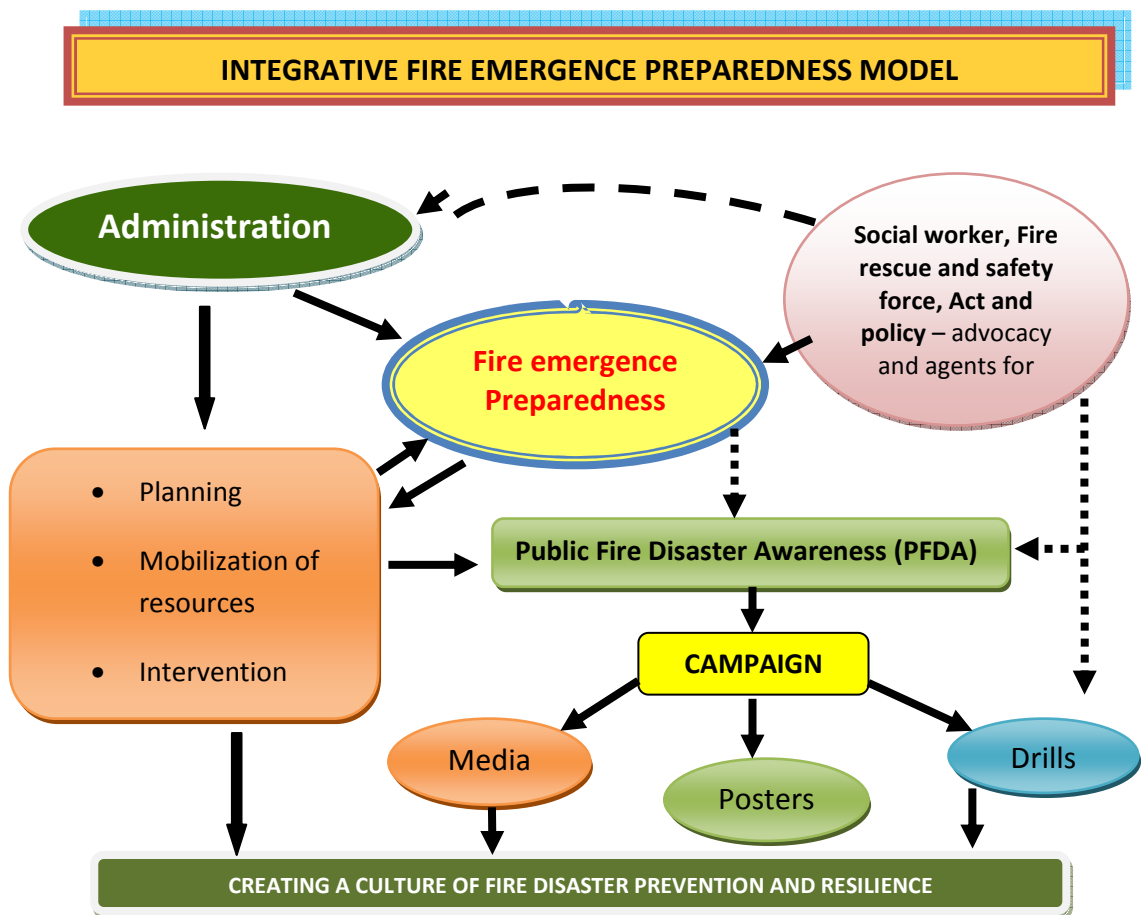 INTEGRATIVE FIRE EMERGENCE PREPAREDNESS MODEL
Administration
Social worker, Fire
rescue and safety
force, Act and
policy – advocacy
and agents for
Fire emergence
Preparedness
• Planning
• Mobilization of
resources
• Intervention
Public Fire Disaster Awareness (PFDA)
CAMPAIGN
Media
Posters
Drills
CREATING A CULTURE OF FIRE DISASTER PREVENTION AND RESILIENCE